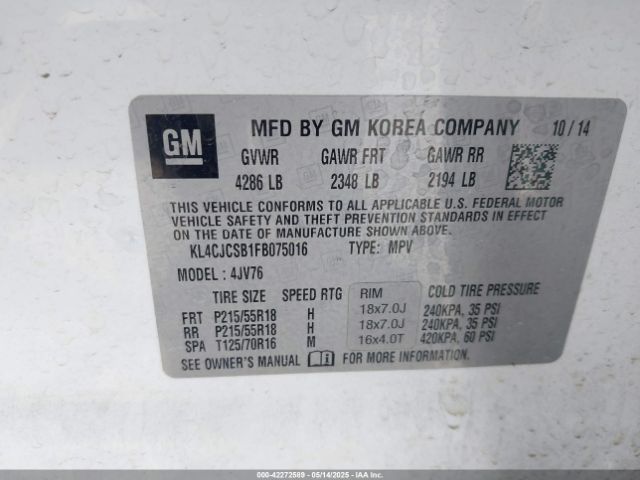 GM MFD BY GM KOREA COMPANY 10/14
GVWR GAWR FRT GAWR RR
4286 LB 2348 LB 2194 LB
THIS VEHICLE CONFORMS TO ALL APPLICABLE U.S. FEDERAL MOTOR
VEHICLE SAFETY AND THEFT PREVENTION STANDARDS IN EFFECT ON
THE DATE OF MANUFACTURE SHOWN ABOVE.
KL4CJCSB1FB075016 TYPE: MPV
MODEL : 4JV76
TIRE SIZE SPEED RTG RIM COLD TIRE PRESSURE
FRT P215/55R18 H 18x7.0J 240KPA, 35 PSI
RR P215/55R18 H 18x7.0J 240KPA, 35 PSI
SPA T125/70R16 M 16x4.0T 420KPA, 60 PSI
SEE OWNER'S MANUAL FOR MORE INFORMATION
000-42272589 - 05/14/2025 - IAAI.COM